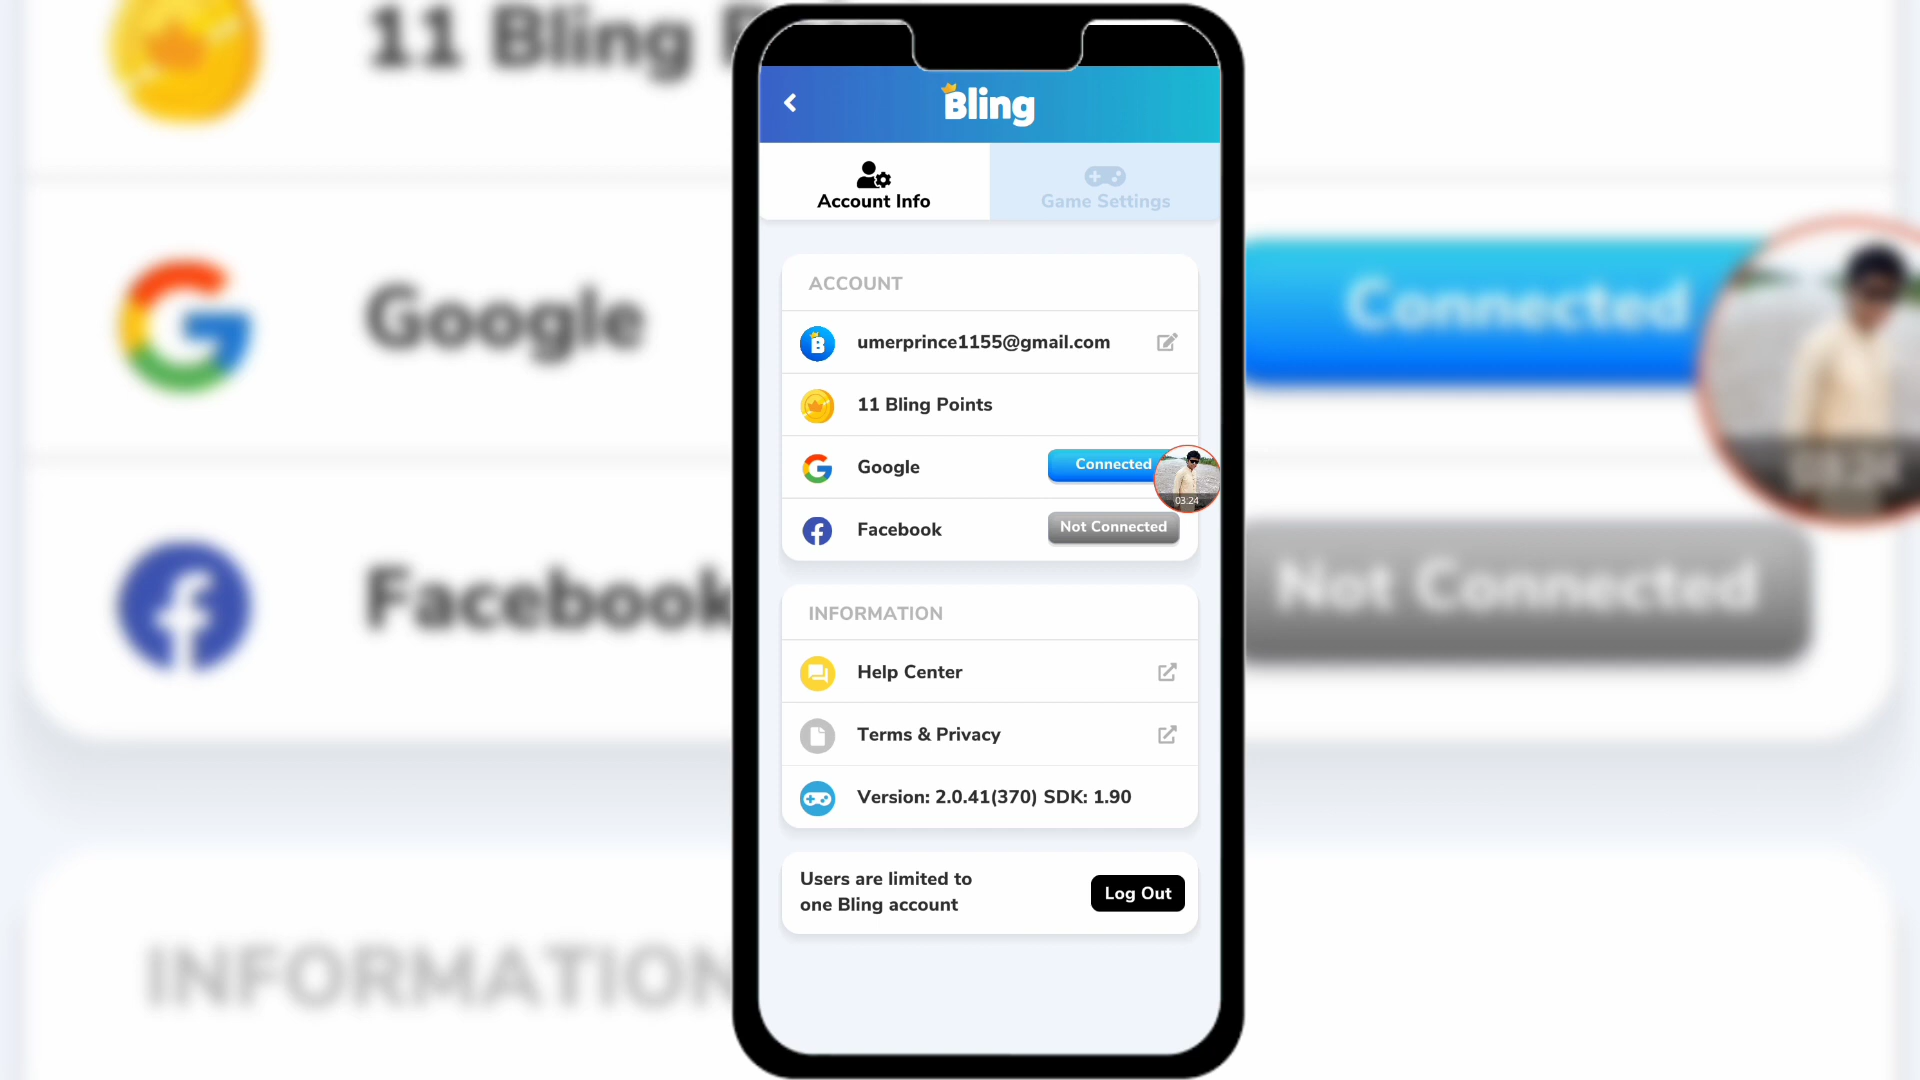 11 Bling
Google
Connected
03:24
Facebook
Not Connected
INFORMATION
Bling
Account Info
Game Settings
ACCOUNT
umerprince1155@gmail.com
11 Bling Points
Google
Connected
03:24
Facebook
Not Connected
INFORMATION
Help Center
Terms & Privacy
Version: 2.0.41(370) SDK: 1.90
Users are limited to
one Bling account
Log Out